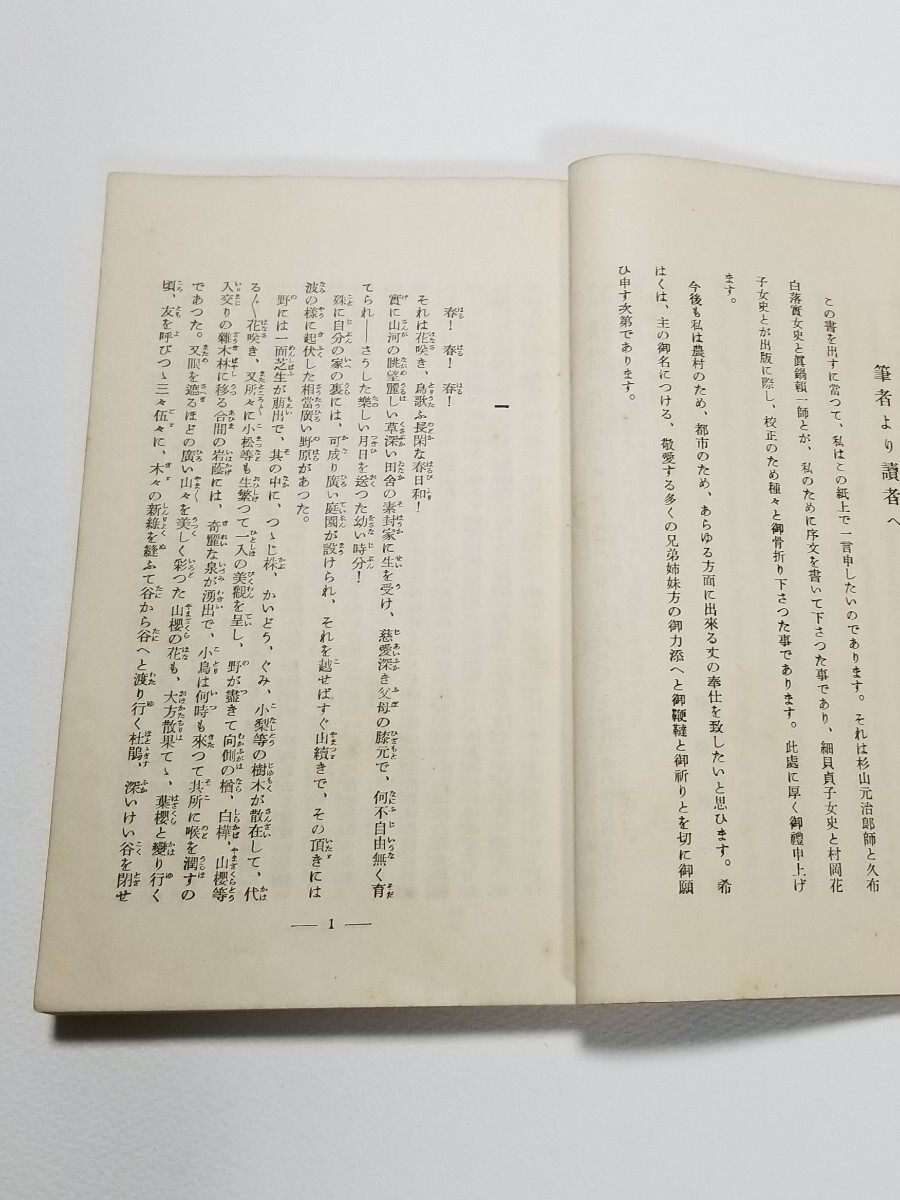 筆者より讀者へ
この書を出すに當つて、私はこの紙上で一言申したいのであります。それは杉山元治郎師と久布
白落實女史と眞鍋頼一師とが、私のために序文を書いて下さつた事であり、細貝貞子女史と村岡花
子女史とが出版に際し、校正のため種々と御骨折り下さつた事であります。此處に厚く御禮申上げ
ます。
今後も私は農村のため、都市のため、あらゆる方面に出來る丈の奉仕を致したいと思ひます。希
はくは、主の御名につける、敬愛する多くの兄弟姉妹方の御力添へと御鞭韃と御祈りとを切に御願
ひ申す次第であります。
一
春! 春! 春!
それは花咲き、鳥歌ふ長閑な春日和!
實に山河の眺望麗しい草深い田舎の素封家に生を受け、慈愛深き父母の膝元で、何不自由無く育
てられ——さうした樂しい月日を送つた幼い時分!
殊に自分の家の裏には、可成り廣い庭園が設けられ、それを越せばすぐ山續きで、その頂きには
波の樣に起伏した相當廣い野原があつた。
野には一面芝生が萠出で、其の中に、つゝじ株、かいどう、ぐみ、小梨等の樹木が散在して、代
る〳〵花咲き、又所々に小松等も生繁つて一入の美觀を呈し、野が盡きて向側の楢、白樺、山櫻等
入交りの雜木林に移る合間の岩蔭には、奇麗な泉が湧出で、小鳥は何時も來つて其所に喉を潤すの
であつた。又眼を遮るほどの廣い山々を美しく彩つた山櫻の花も、大方散果てゝ、葉櫻と變り行く
頃、友を呼びつゝ三々伍々に、木々の新綠を縫ふて谷から谷へと渡り行く杜鵑 深いけい谷を閉せ
— 1 —